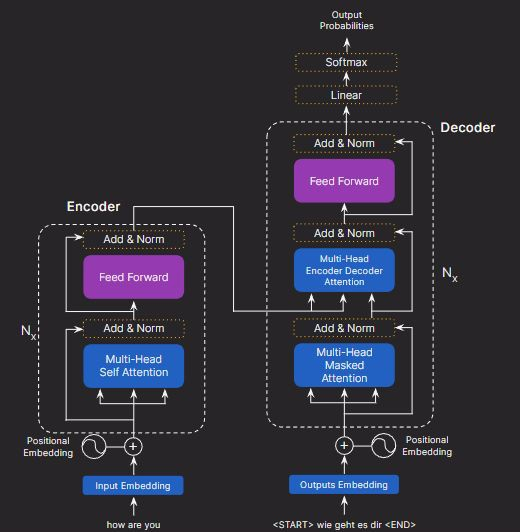 Output
Probabilities
Softmax
Linear
Decoder
Add & Norm
Feed Forward
Add & Norm
Multi-Head
Encoder Decoder
Attention
Nx
Add & Norm
Multi-Head
Masked
Attention
Positional
Embedding
Outputs Embedding
<START> wie geht es dir <END>
Encoder
Add & Norm
Feed Forward
Nx
Add & Norm
Multi-Head
Self Attention
Positional
Embedding
Input Embedding
how are you